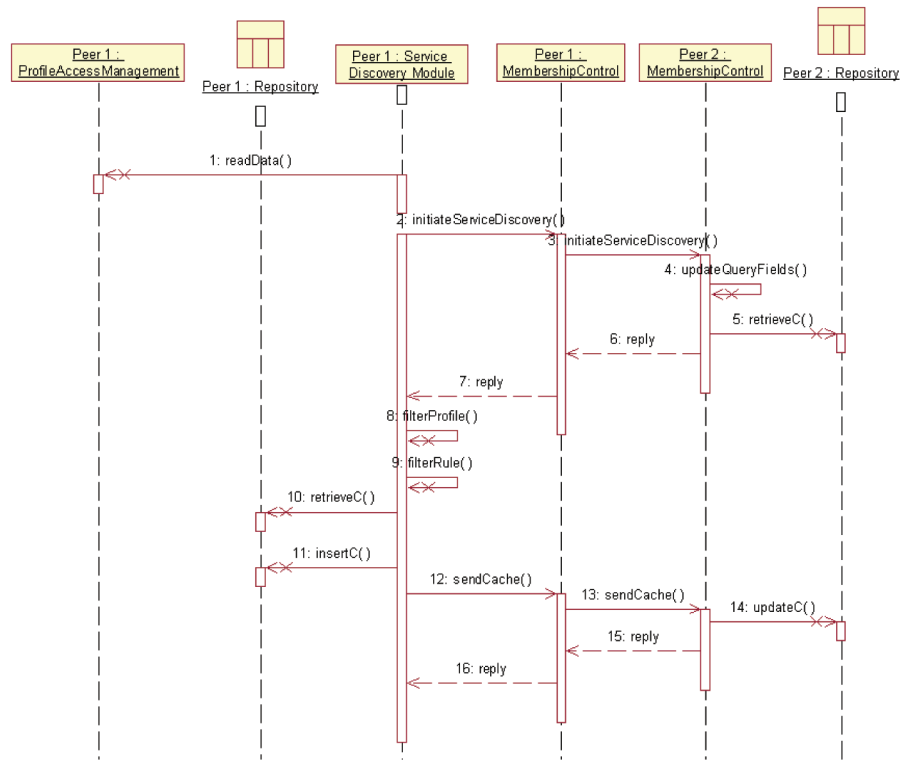 Peer 1 :
ProfileAccessManagement
Peer 1 : Repository
Peer 1 : Service
Discovery Module
Peer 1 :
MembershipControl
Peer 2 :
MembershipControl
Peer 2 : Repository
1: readData( )
2: initiateServiceDiscovery( )
3: initiateServiceDiscovery( )
4: updateQueryFields( )
5: retrieveC( )
6: reply
7: reply
8: filterProfile( )
9: filterRule( )
10: retrieveC( )
11: insertC( )
12: sendCache( )
13: sendCache( )
14: updateC( )
15: reply
16: reply